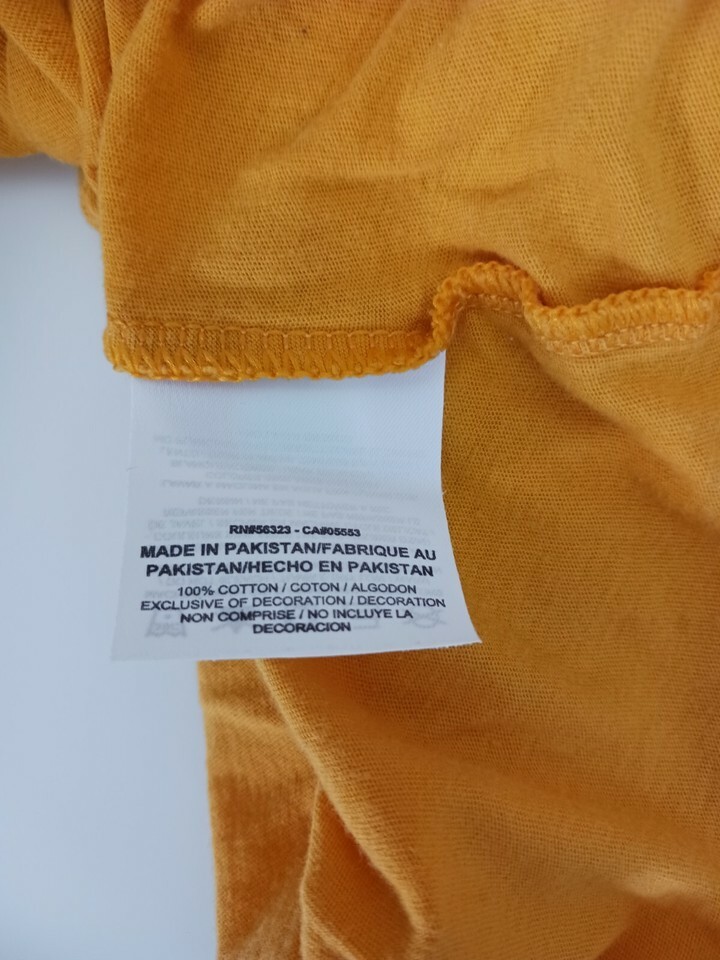 RN#56323 - CA#05553
MADE IN PAKISTAN/FABRIQUE AU
PAKISTAN/HECHO EN PAKISTAN
100% COTTON / COTON / ALGODON
EXCLUSIVE OF DECORATION / DECORATION
NON COMPRISE / NO INCLUYE LA
DECORACION